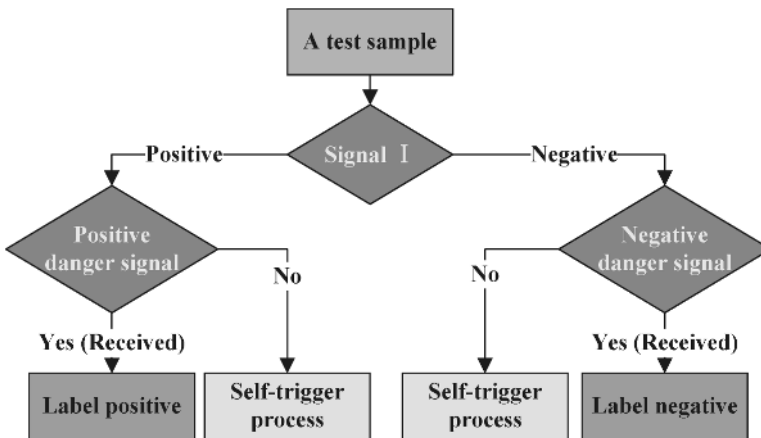 A test sample
Positive
Signal Ⅰ
Negative
Positive
danger signal
No
No
Negative
danger signal
Yes (Received)
Yes (Received)
Label positive
Self-trigger
process
Self-trigger
process
Label negative